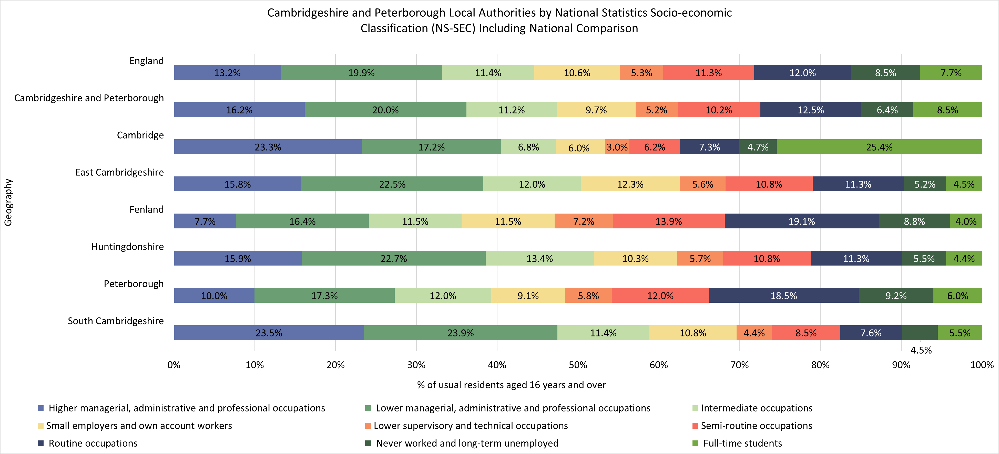 Cambridgeshire and Peterborough Local Authorities by National Statistics Socio-economic
Classification (NS-SEC) Including National Comparison
Geography
England
13.2% 19.9% 11.4% 10.6% 5.3% 11.3% 12.0% 8.5% 7.7%
Cambridgeshire and Peterborough
16.2% 20.0% 11.2% 9.7% 5.2% 10.2% 12.5% 6.4% 8.5%
Cambridge
23.3% 17.2% 6.8% 6.0% 3.0% 6.2% 7.3% 4.7% 25.4%
East Cambridgeshire
15.8% 22.5% 12.0% 12.3% 5.6% 10.8% 11.3% 5.2% 4.5%
Fenland
7.7% 16.4% 11.5% 11.5% 7.2% 13.9% 19.1% 8.8% 4.0%
Huntingdonshire
15.9% 22.7% 13.4% 10.3% 5.7% 10.8% 11.3% 5.5% 4.4%
Peterborough
10.0% 17.3% 12.0% 9.1% 5.8% 12.0% 18.5% 9.2% 6.0%
South Cambridgeshire
23.5% 23.9% 11.4% 10.8% 4.4% 8.5% 7.6% 5.5%
4.5%
0% 10% 20% 30% 40% 50% 60% 70% 80% 90% 100%
% of usual residents aged 16 years and over
Higher managerial, administrative and professional occupations Lower managerial, administrative and professional occupations Intermediate occupations
Small employers and own account workers Lower supervisory and technical occupations Semi-routine occupations
Routine occupations Never worked and long-term unemployed Full-time students